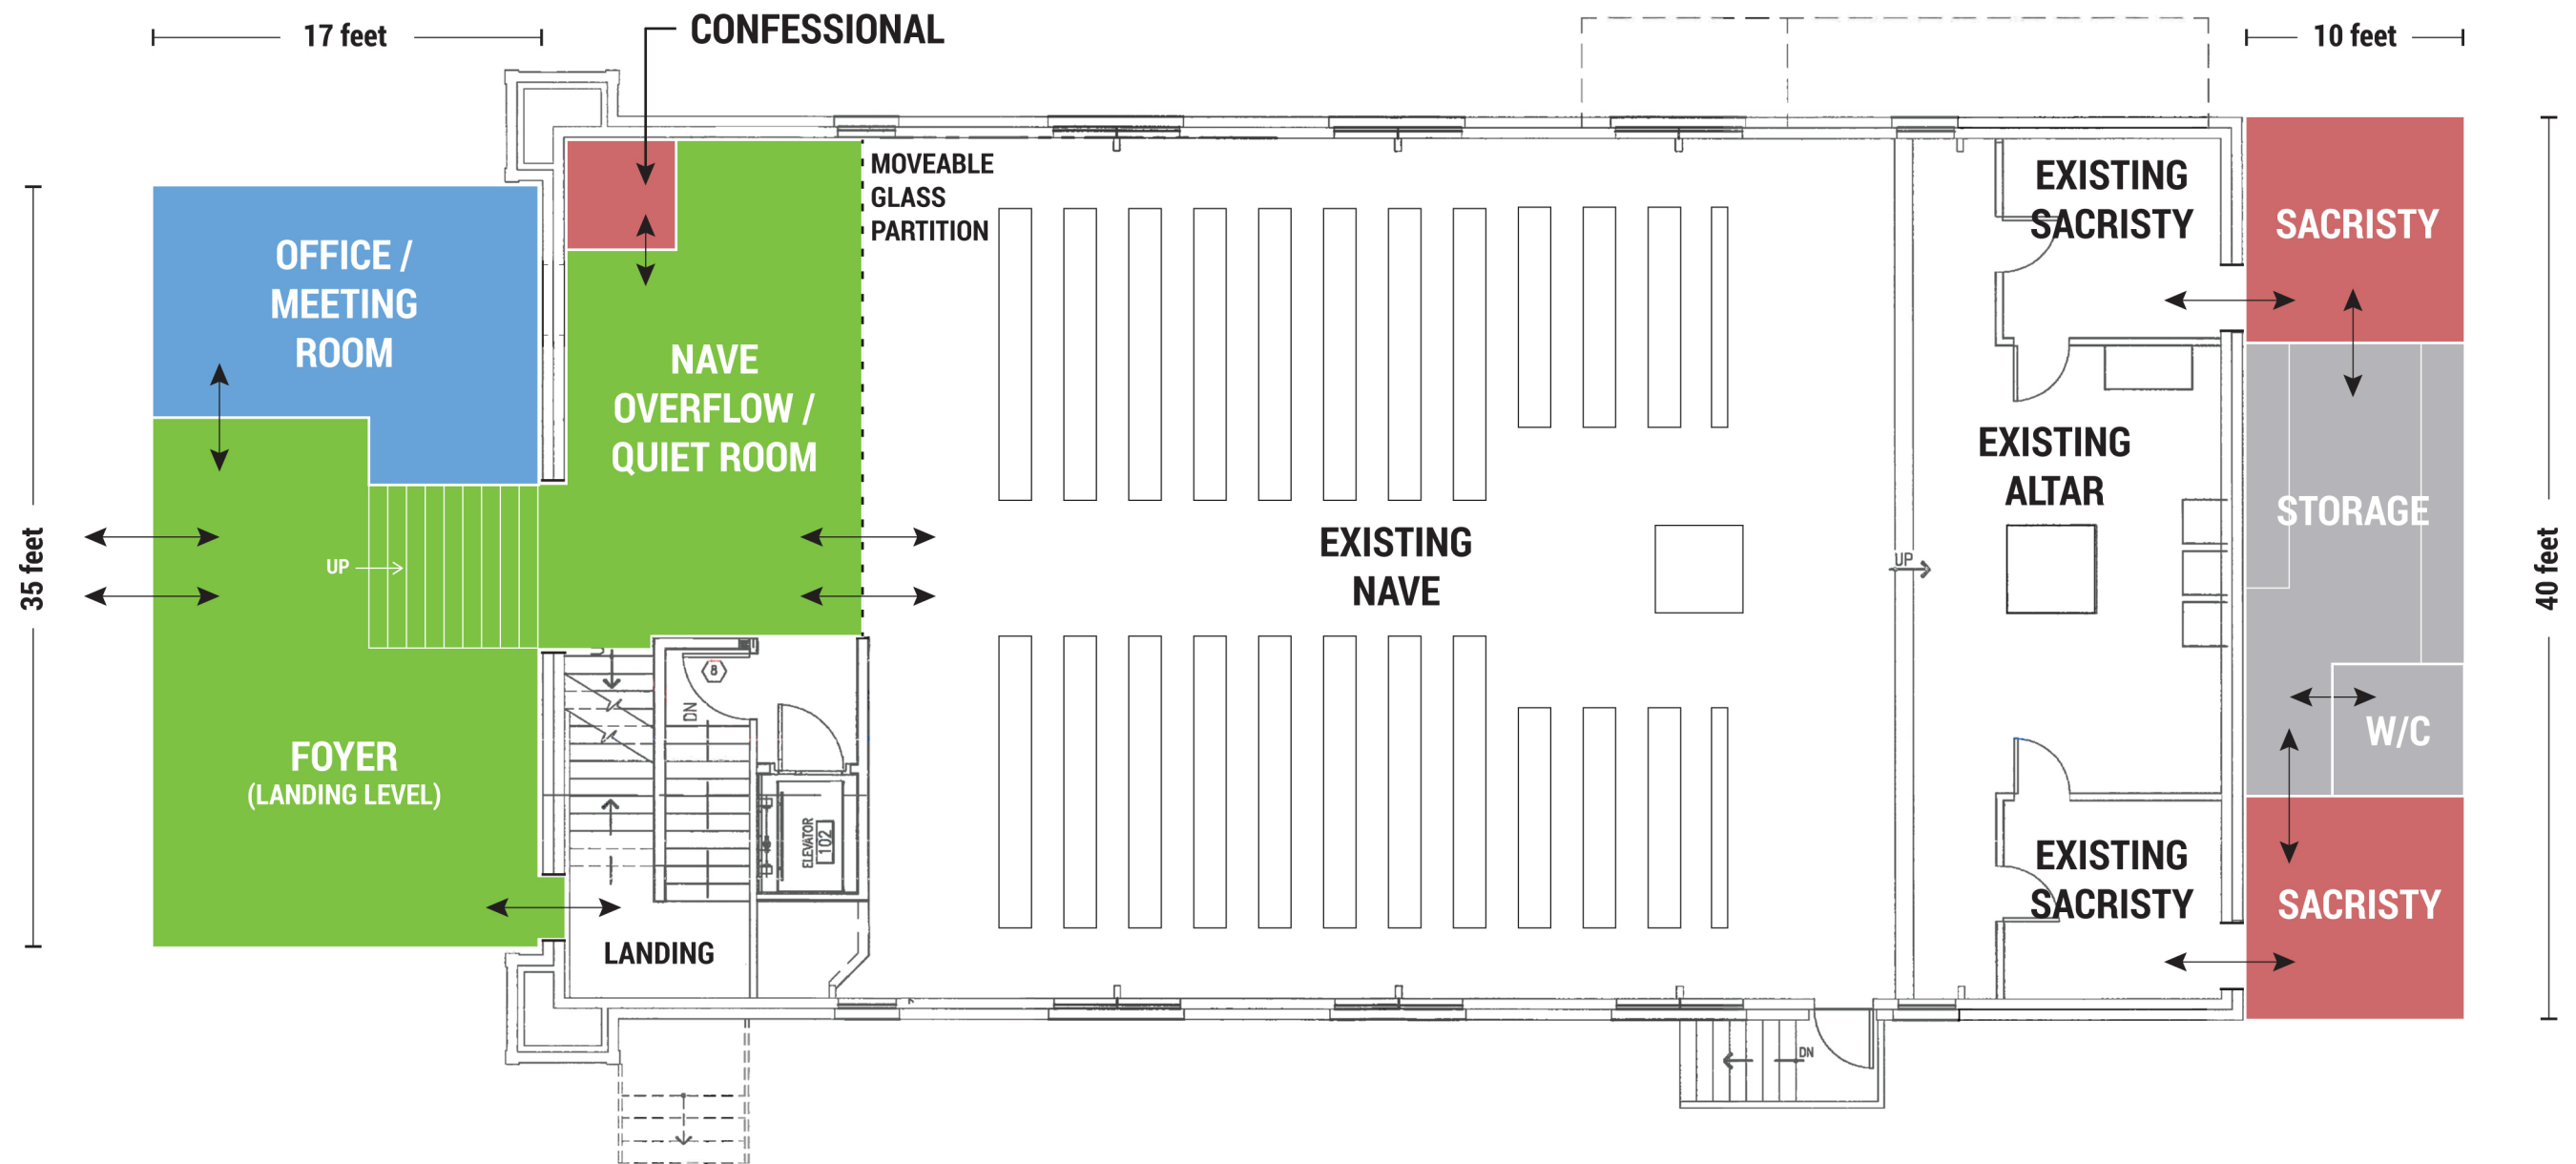 17 feet
CONFESSIONAL
10 feet
MOVEABLE
GLASS
PARTITION
EXISTING
SACRISTY
SACRISTY
OFFICE /
MEETING
ROOM
NAVE
OVERFLOW /
QUIET ROOM
EXISTING
ALTAR
STORAGE
35 feet
UP
EXISTING
NAVE
UP
40 feet
8
DN
W/C
FOYER
(LANDING LEVEL)
ELEVATOR
102
EXISTING
SACRISTY
SACRISTY
LANDING
DN